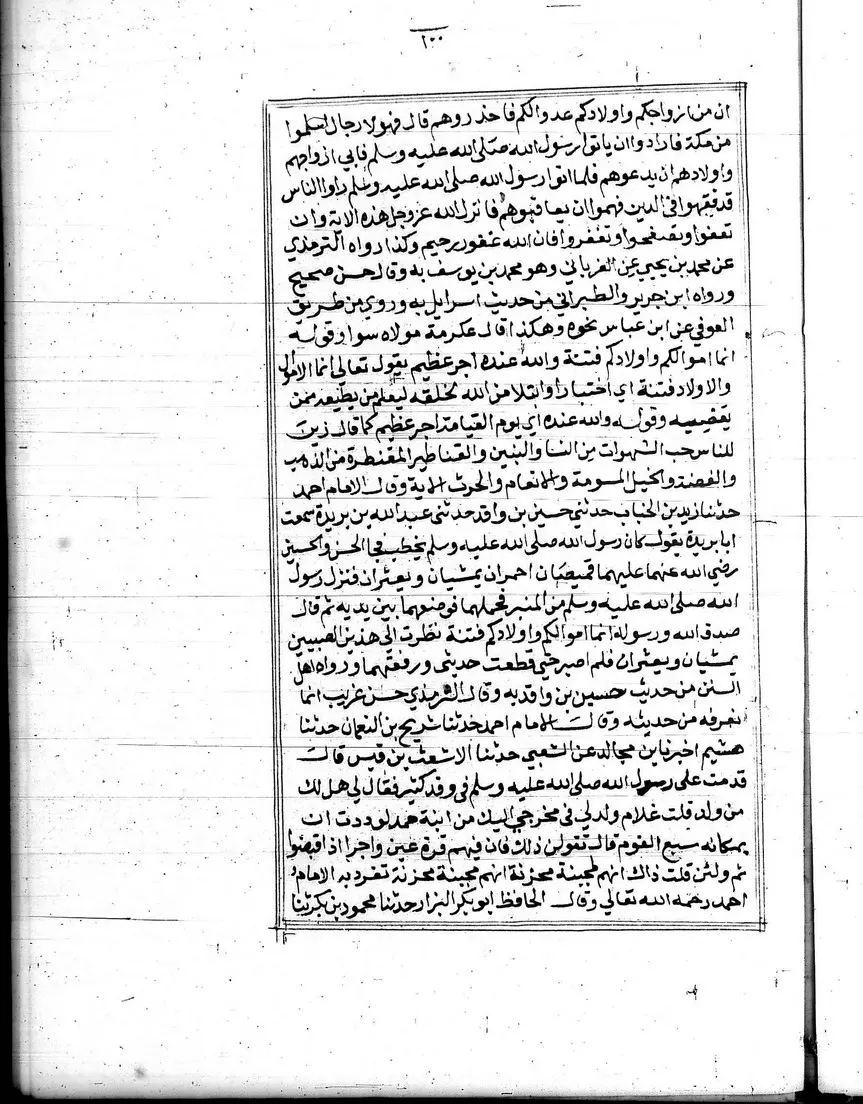 ١٠٠
ان من ازواجكم واولادكم عدوا لكم فاحذروهم قال فهولا رجال اسلموا
من مكة فارادوا ان ياتوا رسول الله صلى الله عليه وسلم فابي ازواجهم
واولادهم ان يدعوهم فلما اتوا رسول الله صلى الله عليه وسلم راوا الناس
قد فقهوا في الدين فهموا ان يعاقبوهم فانزل الله عز وجل هذه الاية وان
تعفوا وتصفحوا وتغفروا فان الله غفور رحيم وكذا رواه الترمذي
عن محمد بن يحيي عن الفريابي وهو محمد بن يوسف به وقال حسن صحيح
ورواه ابن جرير والطبراني من حديث اسرايل به وروي من طريق
العوفي عن ابن عباس نحوه وهكذا قال عكرمة مولاه سوا وقوله
انما اموالكم واولادكم فتنة والله عنده اجر عظيم يقول تعالي انما الاموال
والاولاد فتنة اي اختبار وابتلا من الله لخلقه ليعلم من يطيعه ممن
يعصيه وقوله والله عنده اي يوم القيامة اجر عظيم كما قال زين
للناس حب الشهوات من النسا والبنين والقناطير المقنطرة من الذهب
والفضة والخيل المسومة والانعام والحرث الاية وقال الامام احمد
حدثنا زيد بن الحباب حدثني حسين بن واقد حدثني عبد الله بن بريدة سمعت
ابا بريدة يقول كان رسول الله صلى الله عليه وسلم يخطب فجا الحسن والحسين
رضي الله عنهما عليهما قميصان احمران يمشيان ويعثران فنزل رسول
الله صلى الله عليه وسلم من المنبر فحملهما فوضعهما بين يديه ثم قال
صدق الله ورسوله انما اموالكم واولادكم فتنة نظرت الي هذين الصبيين
يمشيان ويعثران فلم اصبر حتي قطعت حديثي ورفعتهما ورواه اهل
السنن من حديث حسين بن واقد به وقال الترمذي حسن غريب انما
نعرفه من حديثه وقال الامام احمد حدثنا شريح بن النعمان حدثنا
هشيم اخبرنا مجالد عن الشعبي حدثنا الاشعث بن قيس قال
قدمت على رسول الله صلى الله عليه وسلم في وفد كثير فقال لي هل لك
من ولد قلت غلام ولد لي في مخرجي اليك من ابنة حمد لوددت ان
بمكانه سبع القوم قال تقولن ذلك فان فيهم قرة عين واجرا اذا قبضوا
ثم ولئن قلت ذاك انهم لمجبنة محزنة انهم مجبنة محزنة تفرد به الامام
احمد رحمه الله تعالي وقال الحافظ ابو بكر البزار حدثنا محمود بن بكر ثنا